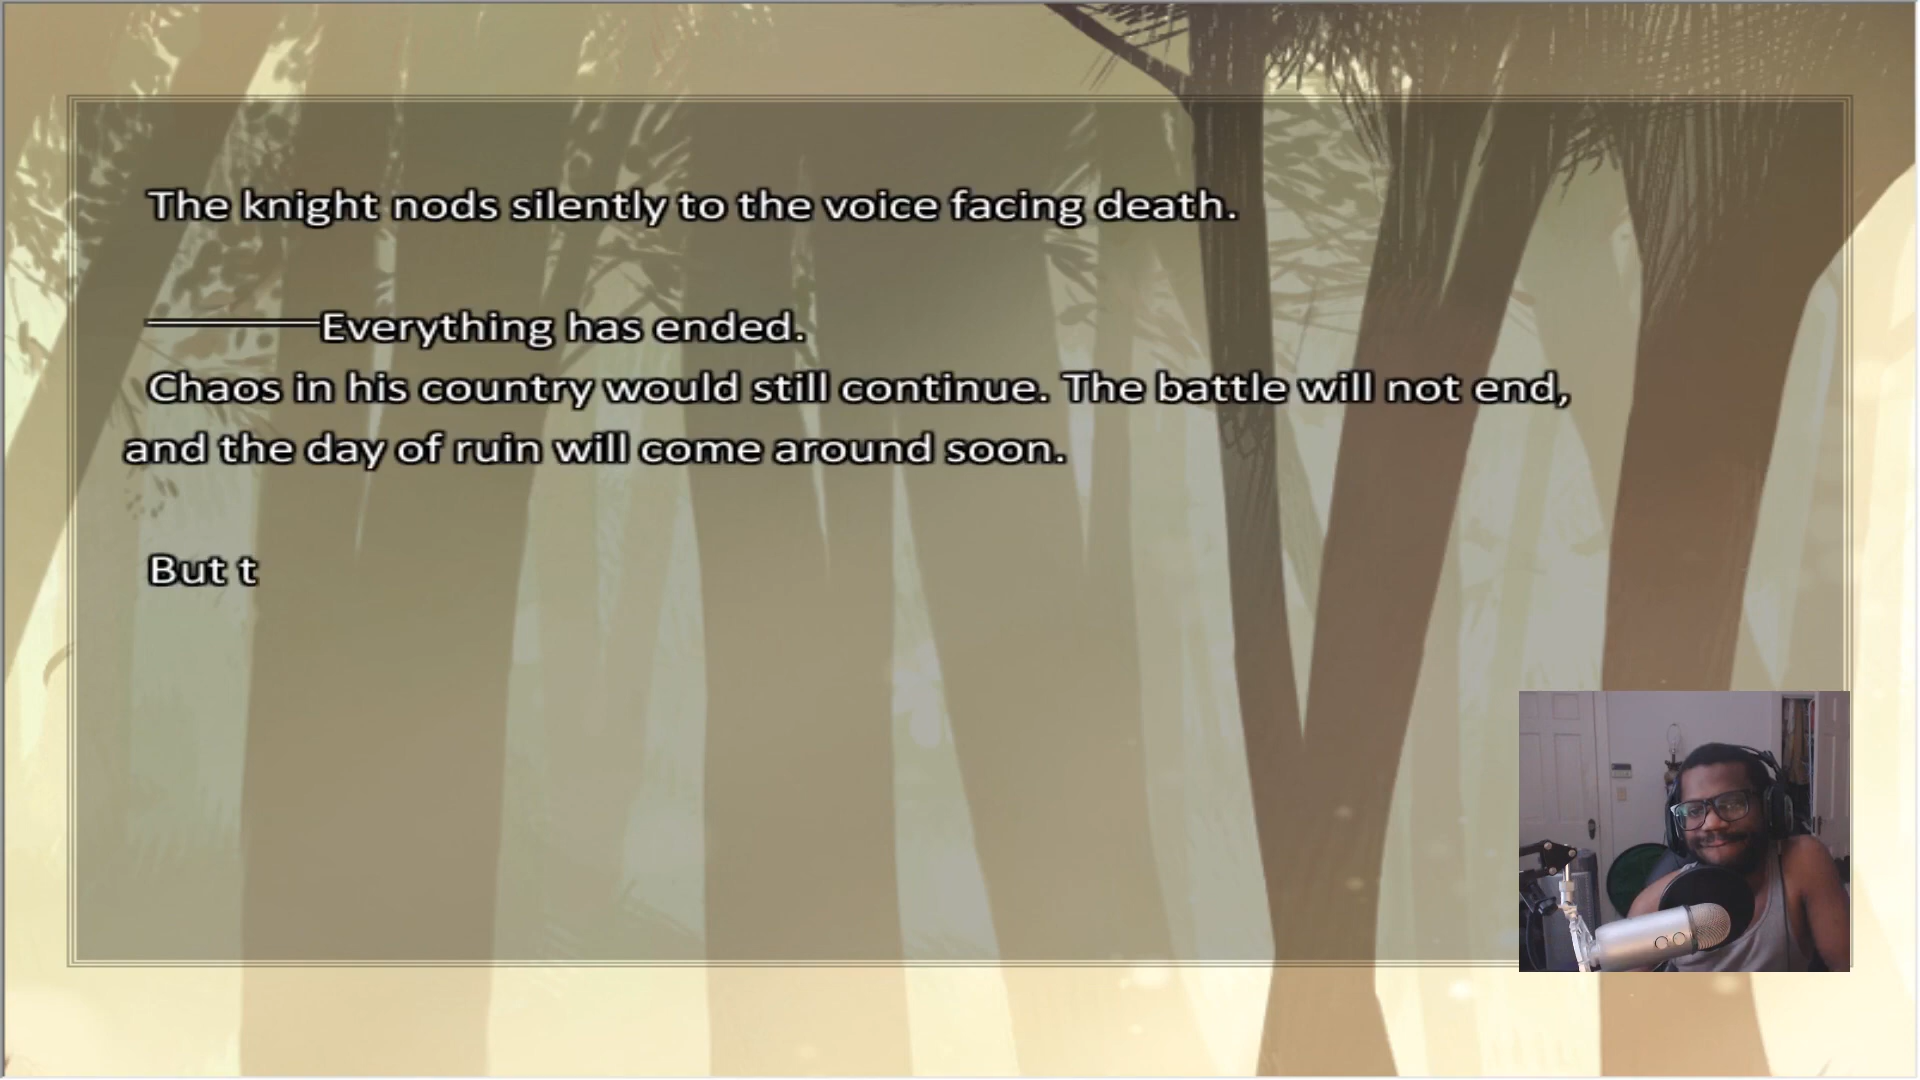 The knight nods silently to the voice facing death.
―――Everything has ended.
Chaos in his country would still continue. The battle will not end,
and the day of ruin will come around soon.
But t